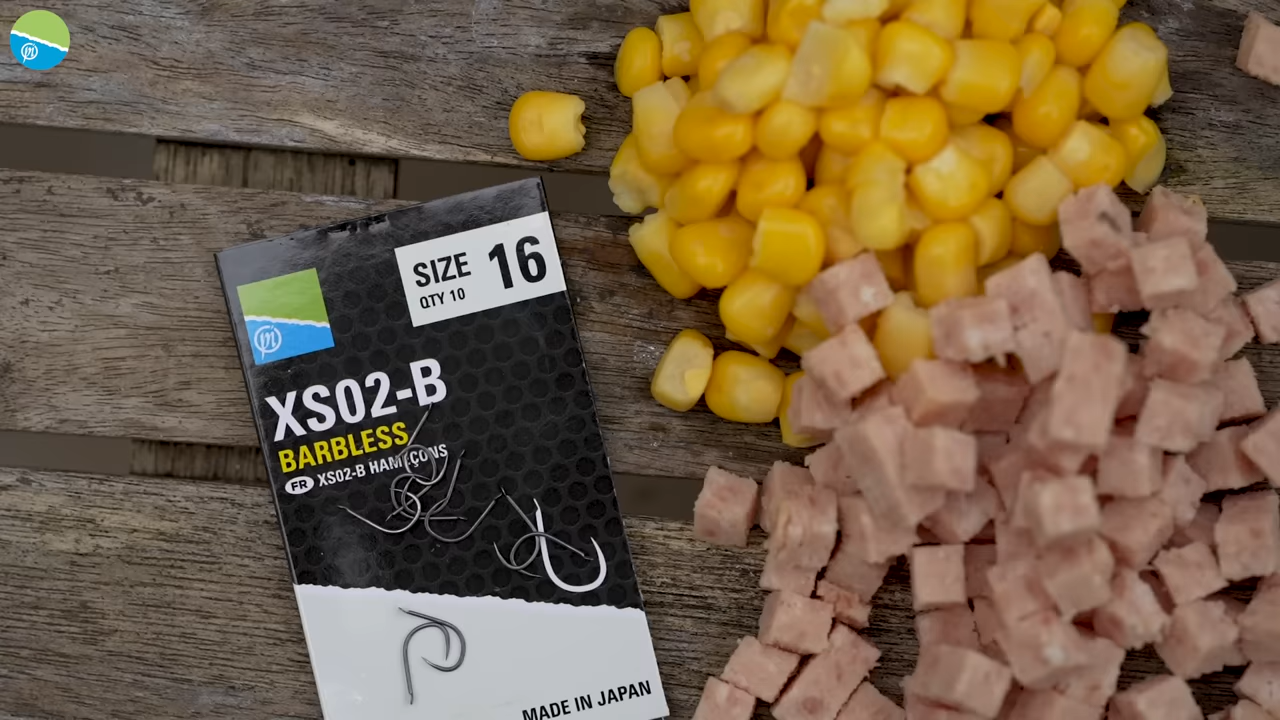 SIZE 16
QTY 10
XS02-B
BARBLESS
FR XS02-B HAMEÇONS
MADE IN JAPAN